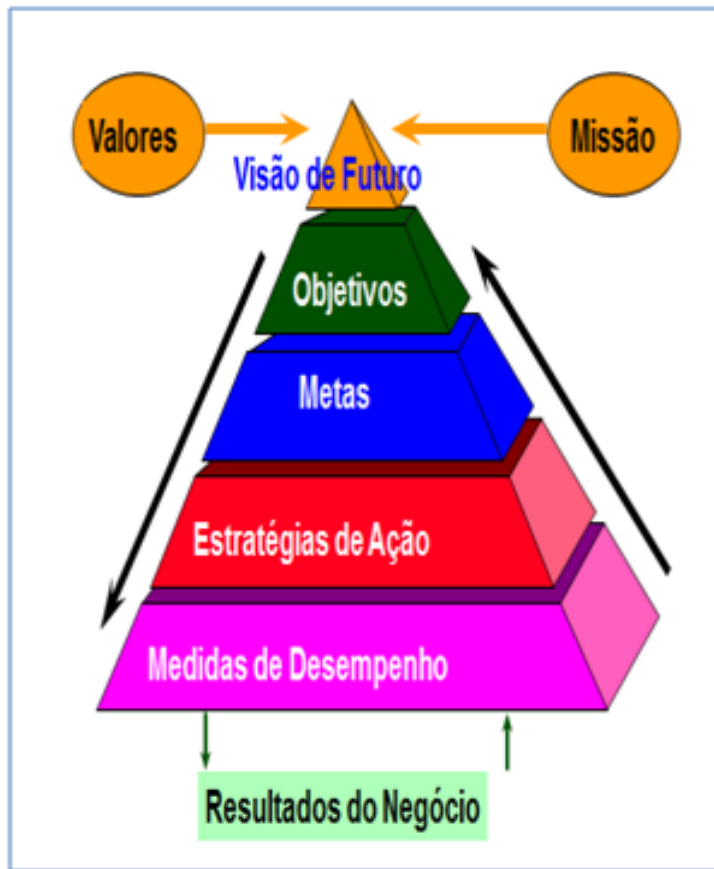 Valores
Missão
Visão de Futuro
Objetivos
Metas
Estratégias de Ação
Medidas de Desempenho
Resultados do Negócio